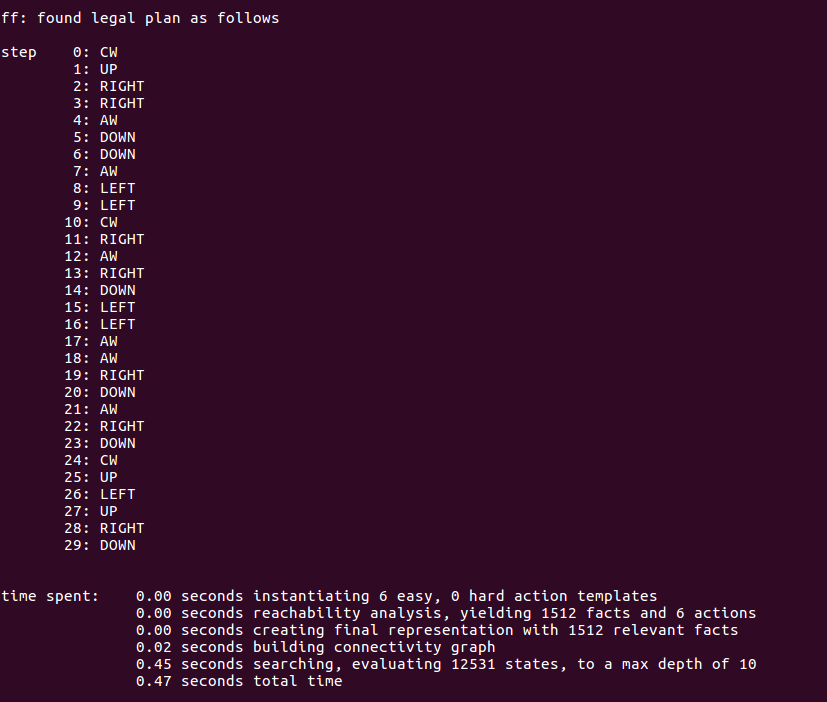 ff: found legal plan as follows
step    0: CW
        1: UP
        2: RIGHT
        3: RIGHT
        4: AW
        5: DOWN
        6: DOWN
        7: AW
        8: LEFT
        9: LEFT
       10: CW
       11: RIGHT
       12: AW
       13: RIGHT
       14: DOWN
       15: LEFT
       16: LEFT
       17: AW
       18: AW
       19: RIGHT
       20: DOWN
       21: AW
       22: RIGHT
       23: DOWN
       24: CW
       25: UP
       26: LEFT
       27: UP
       28: RIGHT
       29: DOWN
time spent:    0.00 seconds instantiating 6 easy, 0 hard action templates
               0.00 seconds reachability analysis, yielding 1512 facts and 6 actions
               0.00 seconds creating final representation with 1512 relevant facts
               0.02 seconds building connectivity graph
               0.45 seconds searching, evaluating 12531 states, to a max depth of 10
               0.47 seconds total time